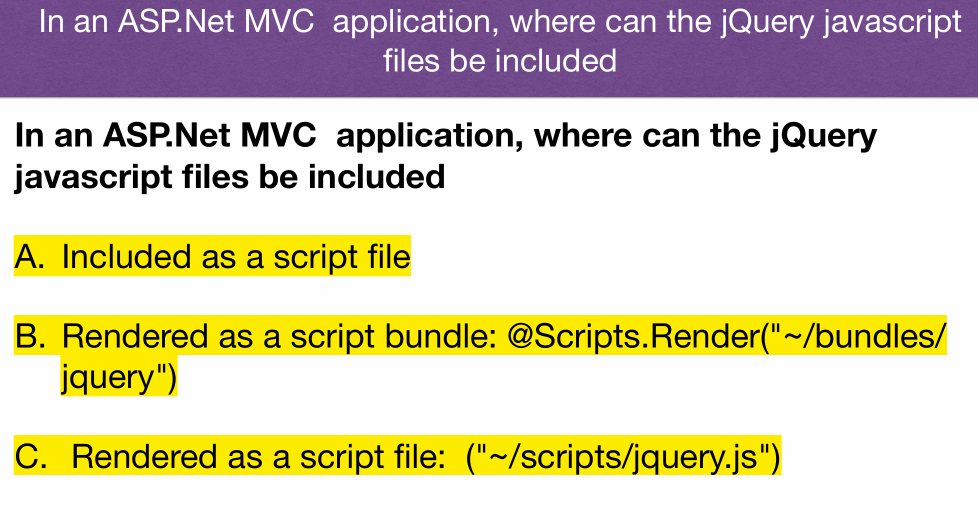 In an ASP.Net MVC  application, where can the jQuery javascript
files be included
In an ASP.Net MVC  application, where can the jQuery
javascript files be included
A. Included as a script file
B. Rendered as a script bundle: @Scripts.Render("~/bundles/
jquery")
C.  Rendered as a script file:  ("~/scripts/jquery.js")